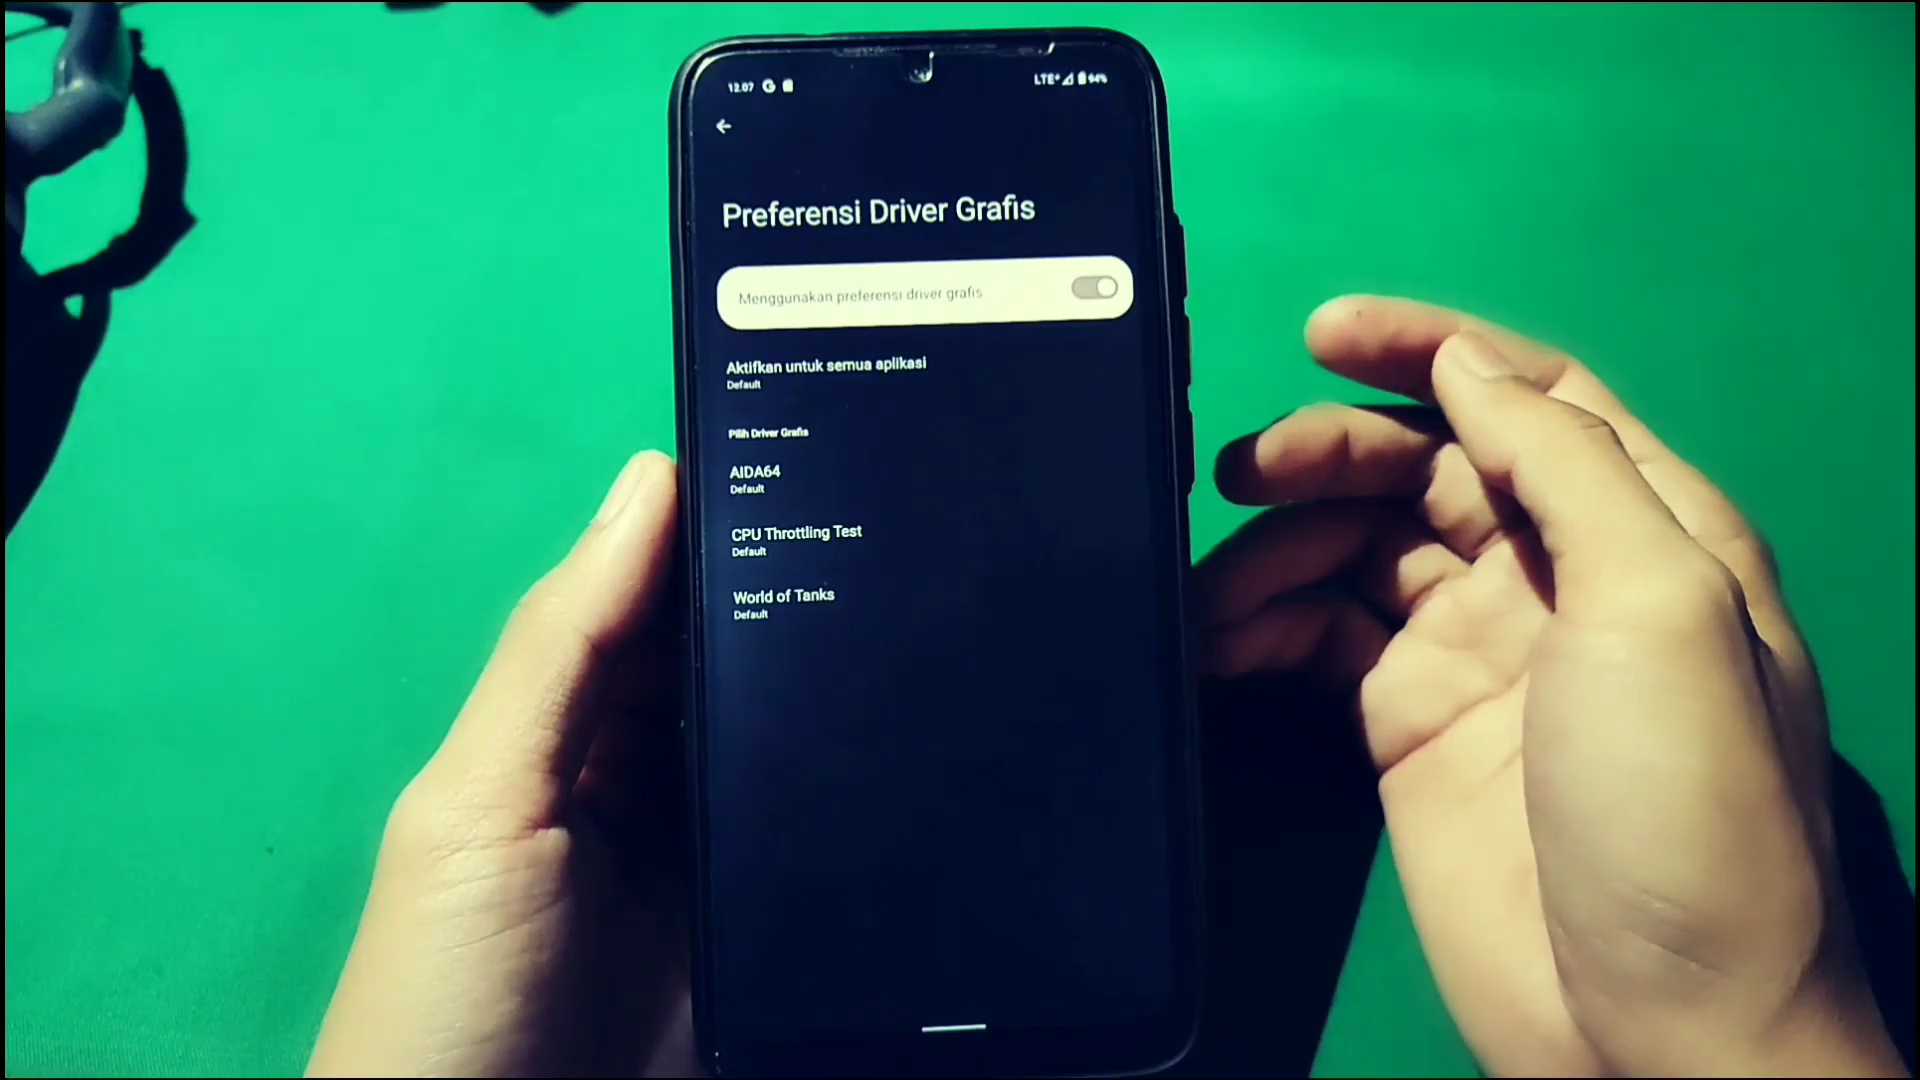 12.07 G LTE+ 94%
Preferensi Driver Grafis
Menggunakan preferensi driver grafis
Aktifkan untuk semua aplikasi
Default
Pilih Driver Grafis
AIDA64
Default
CPU Throttling Test
Default
World of Tanks
Default